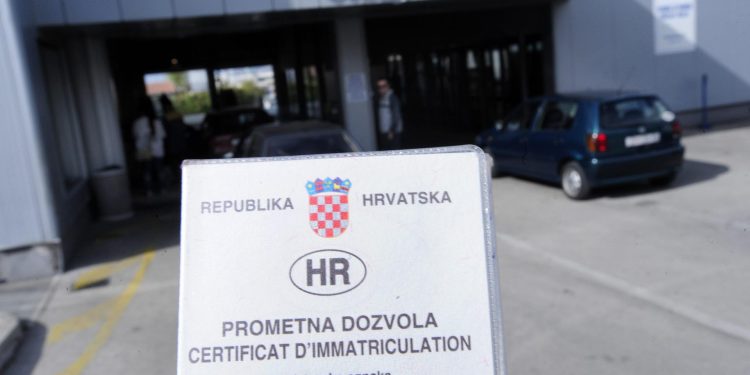 REPUBLIKA HRVATSKA
HR
PROMETNA DOZVOLA
CERTIFICAT D'IMMATRICULATION